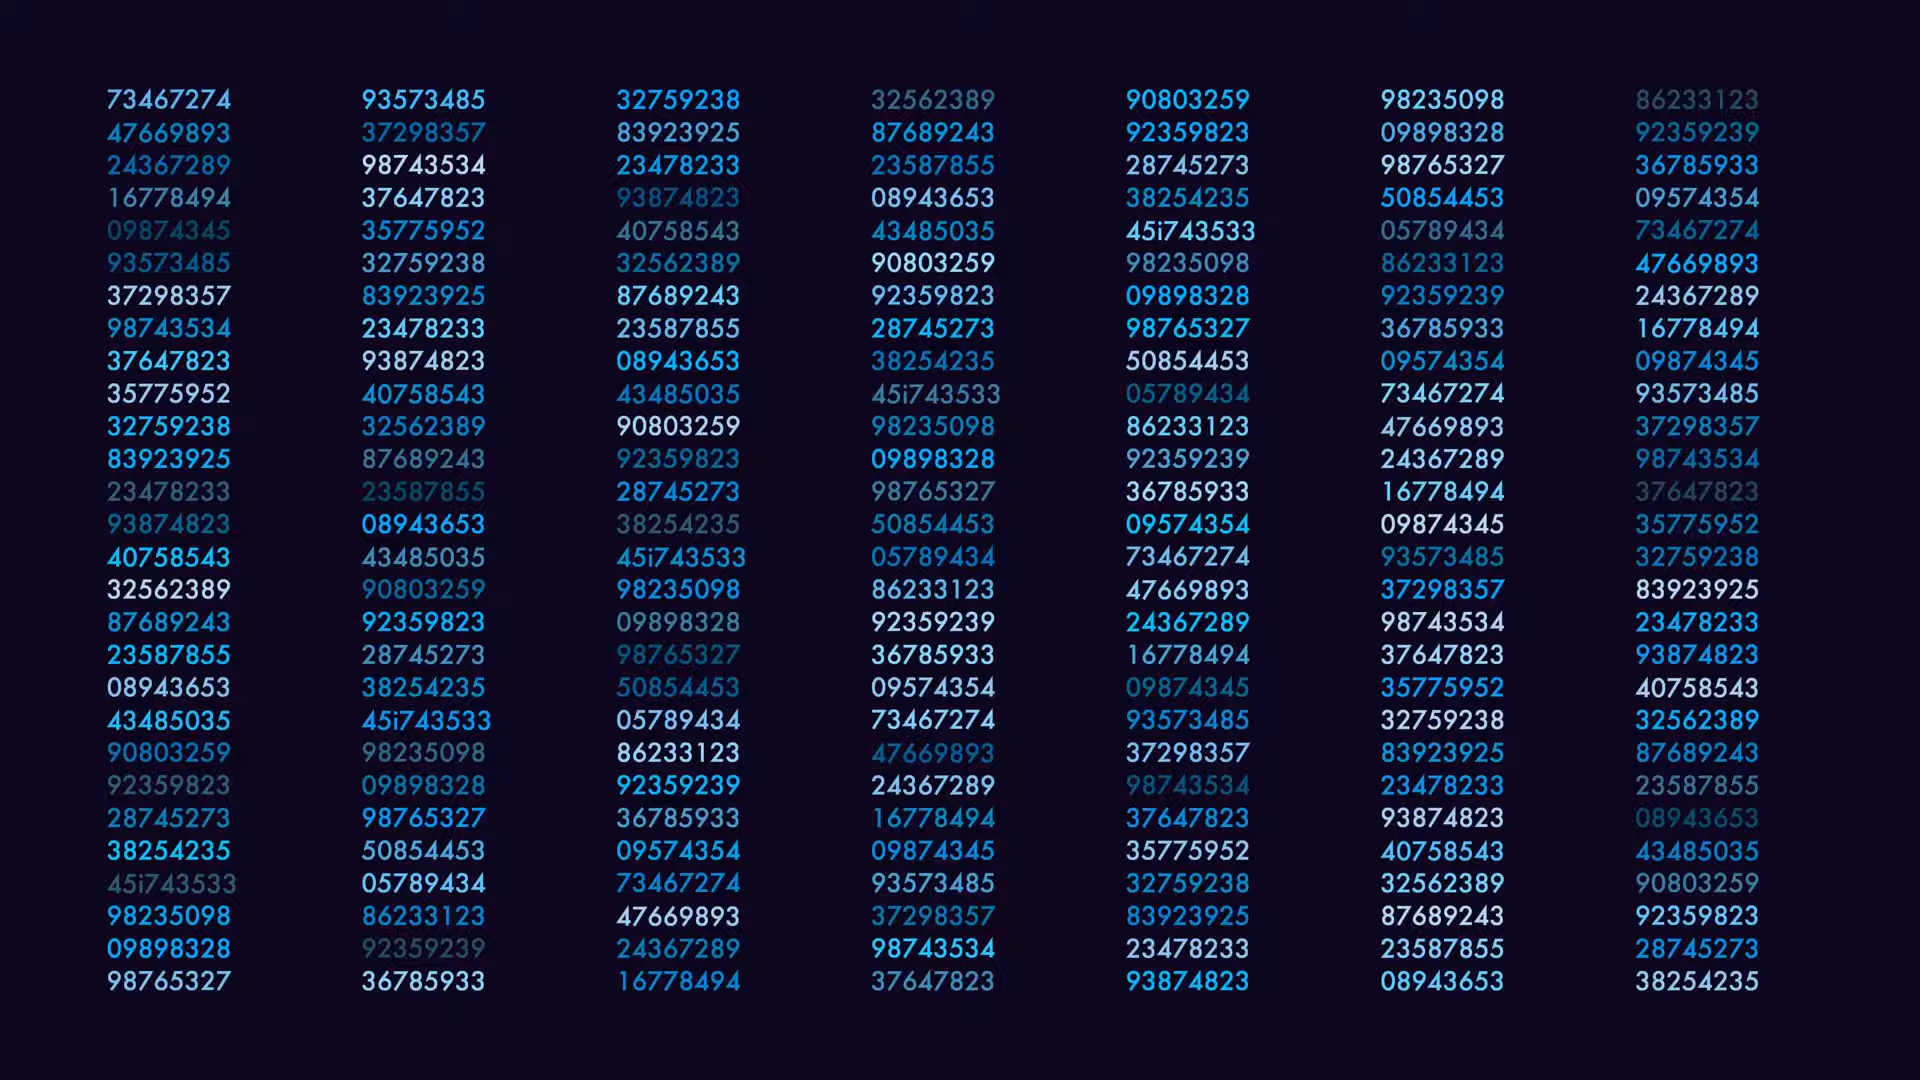 73467274 93573485 32759238 32562389 90803259 98235098 86233123
47669893 37298357 83923925 87689243 92359823 09898328 92359239
24367289 98743534 23478233 23587855 28745273 98765327 36785933
16778494 37647823 93874823 08943653 38254235 50854453 09574354
09874345 35775952 40758543 43485035 45i743533 05789434 73467274
93573485 32759238 32562389 90803259 98235098 86233123 47669893
37298357 83923925 87689243 92359823 09898328 92359239 24367289
98743534 23478233 23587855 28745273 98765327 36785933 16778494
37647823 93874823 08943653 38254235 50854453 09574354 09874345
35775952 40758543 43485035 45i743533 05789434 73467274 93573485
32759238 32562389 90803259 98235098 86233123 47669893 37298357
83923925 87689243 92359823 09898328 92359239 24367289 98743534
23478233 23587855 28745273 98765327 36785933 16778494 37647823
93874823 08943653 38254235 50854453 09574354 09874345 35775952
40758543 43485035 45i743533 05789434 73467274 93573485 32759238
32562389 90803259 98235098 86233123 47669893 37298357 83923925
87689243 92359823 09898328 92359239 24367289 98743534 23478233
23587855 28745273 98765327 36785933 16778494 37647823 93874823
08943653 38254235 50854453 09574354 09874345 35775952 40758543
43485035 45i743533 05789434 73467274 93573485 32759238 32562389
90803259 98235098 86233123 47669893 37298357 83923925 87689243
92359823 09898328 92359239 24367289 98743534 23478233 23587855
28745273 98765327 36785933 16778494 37647823 93874823 08943653
38254235 50854453 09574354 09874345 35775952 40758543 43485035
45i743533 05789434 73467274 93573485 32759238 32562389 90803259
98235098 86233123 47669893 37298357 83923925 87689243 92359823
09898328 92359239 24367289 98743534 23478233 23587855 28745273
98765327 36785933 16778494 37647823 93874823 08943653 38254235